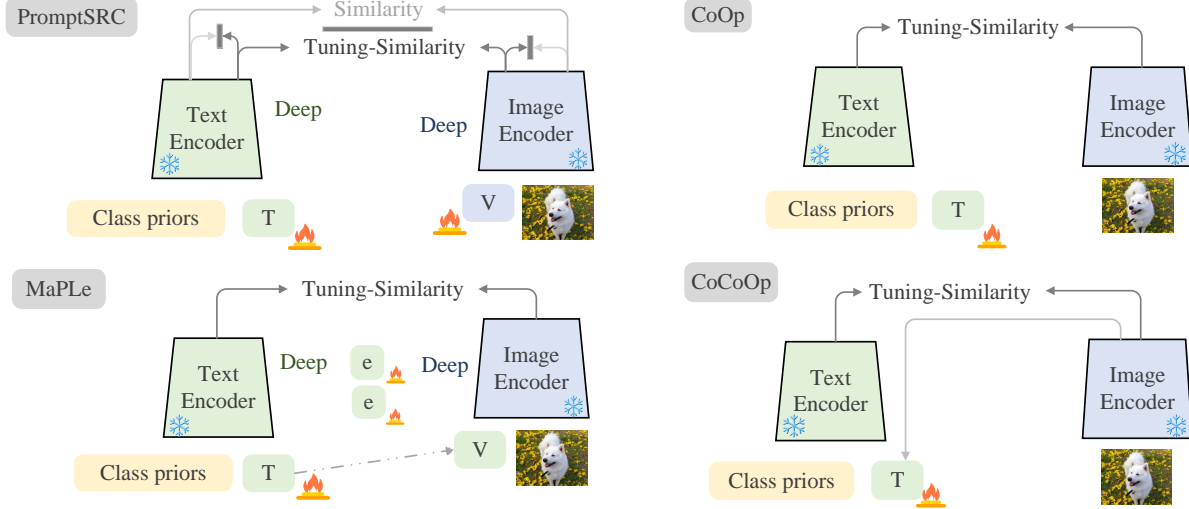 PromptSRC
Similarity
Tuning-Similarity
Text
Encoder
Deep
Deep
Image
Encoder
Class priors
T
V
CoOp
Tuning-Similarity
Text
Encoder
Image
Encoder
Class priors
T
MaPLe
Tuning-Similarity
Text
Encoder
Deep
e
e
Deep
Image
Encoder
Class priors
T
V
CoCoOp
Tuning-Similarity
Text
Encoder
Image
Encoder
Class priors
T